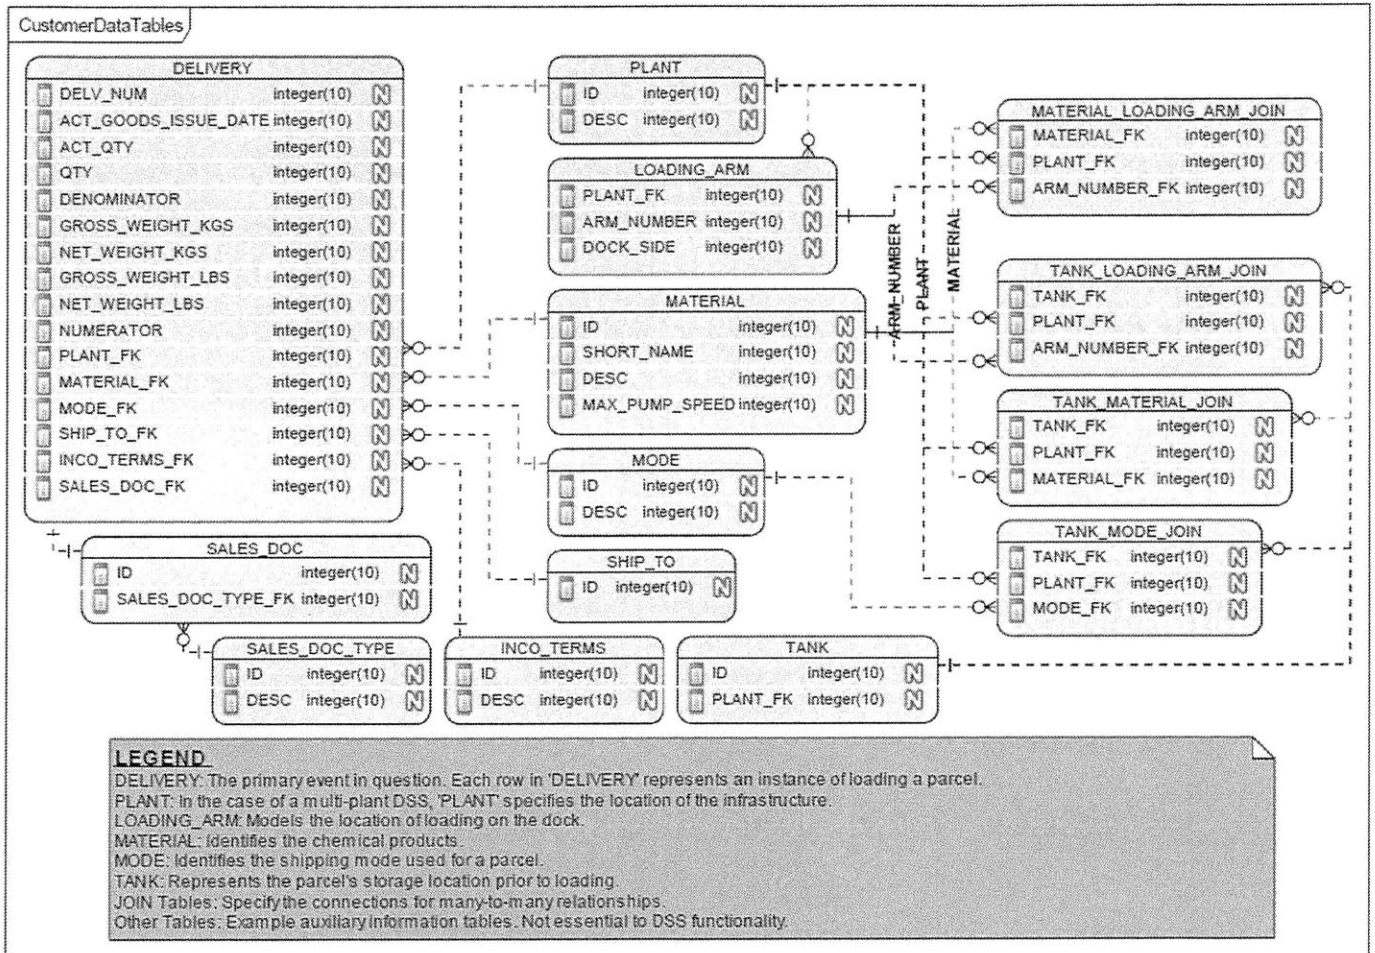 CustomerDataTables
DELIVERY
DELV_NUM integer(10) N
ACT_GOODS_ISSUE_DATE integer(10) N
ACT_QTY integer(10) N
QTY integer(10) N
DENOMINATOR integer(10) N
GROSS_WEIGHT_KGS integer(10) N
NET_WEIGHT_KGS integer(10) N
GROSS_WEIGHT_LBS integer(10) N
NET_WEIGHT_LBS integer(10) N
NUMERATOR integer(10) N
PLANT_FK integer(10) N
MATERIAL_FK integer(10) N
MODE_FK integer(10) N
SHIP_TO_FK integer(10) N
INCO_TERMS_FK integer(10) N
SALES_DOC_FK integer(10) N
SALES_DOC
ID integer(10) N
SALES_DOC_TYPE_FK integer(10) N
SALES_DOC_TYPE
ID integer(10) N
DESC integer(10) N
PLANT
ID integer(10) N
DESC integer(10) N
LOADING_ARM
PLANT_FK integer(10) N
ARM_NUMBER integer(10) N
DOCK_SIDE integer(10) N
MATERIAL
ID integer(10) N
SHORT_NAME integer(10) N
DESC integer(10) N
MAX_PUMP_SPEED integer(10) N
MODE
ID integer(10) N
DESC integer(10) N
SHIP_TO
ID integer(10) N
INCO_TERMS
ID integer(10) N
DESC integer(10) N
TANK
ID integer(10) N
PLANT_FK integer(10) N
ARM_NUMBER
PLANT
MATERIAL
MATERIAL_LOADING_ARM_JOIN
MATERIAL_FK integer(10) N
PLANT_FK integer(10) N
ARM_NUMBER_FK integer(10) N
TANK_LOADING_ARM_JOIN
TANK_FK integer(10) N
PLANT_FK integer(10) N
ARM_NUMBER_FK integer(10) N
TANK_MATERIAL_JOIN
TANK_FK integer(10) N
PLANT_FK integer(10) N
MATERIAL_FK integer(10) N
TANK_MODE_JOIN
TANK_FK integer(10) N
PLANT_FK integer(10) N
MODE_FK integer(10) N
LEGEND
DELIVERY: The primary event in question. Each row in 'DELIVERY' represents an instance of loading a parcel.
PLANT: In the case of a multi-plant DSS, 'PLANT' specifies the location of the infrastructure.
LOADING_ARM: Models the location of loading on the dock.
MATERIAL: Identifies the chemical products.
MODE: Identifies the shipping mode used for a parcel.
TANK: Represents the parcel's storage location prior to loading.
JOIN Tables: Specify the connections for many-to-many relationships.
Other Tables: Example auxiliary information tables. Not essential to DSS functionality.